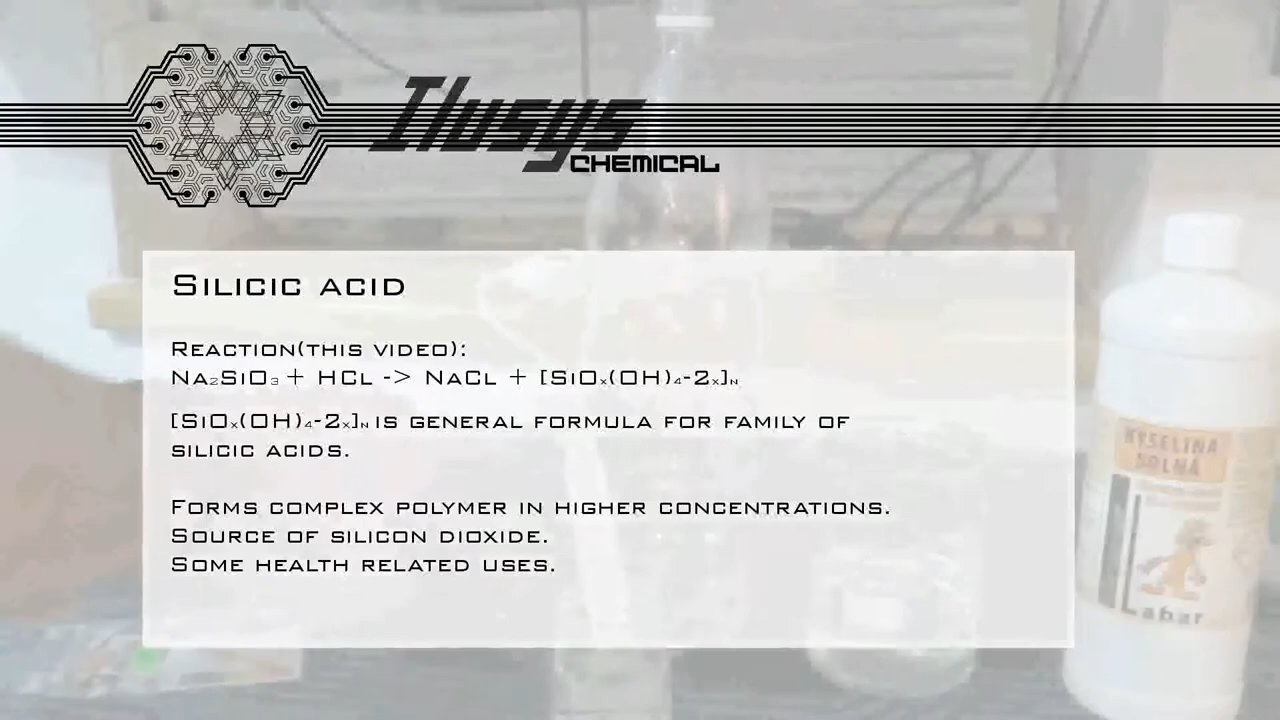 Ilusys
CHEMICAL
Silicic acid
Reaction(this video):
Na₂SiO₃ + HCl -> NaCl + [SiOₓ(OH)₄-2ₓ]ₙ
[SiOₓ(OH)₄-2ₓ]ₙ is general formula for family of
silicic acids.
Forms complex polymer in higher concentrations.
Source of silicon dioxide.
Some health related uses.
KYSELINA
SOLNÁ
Labar